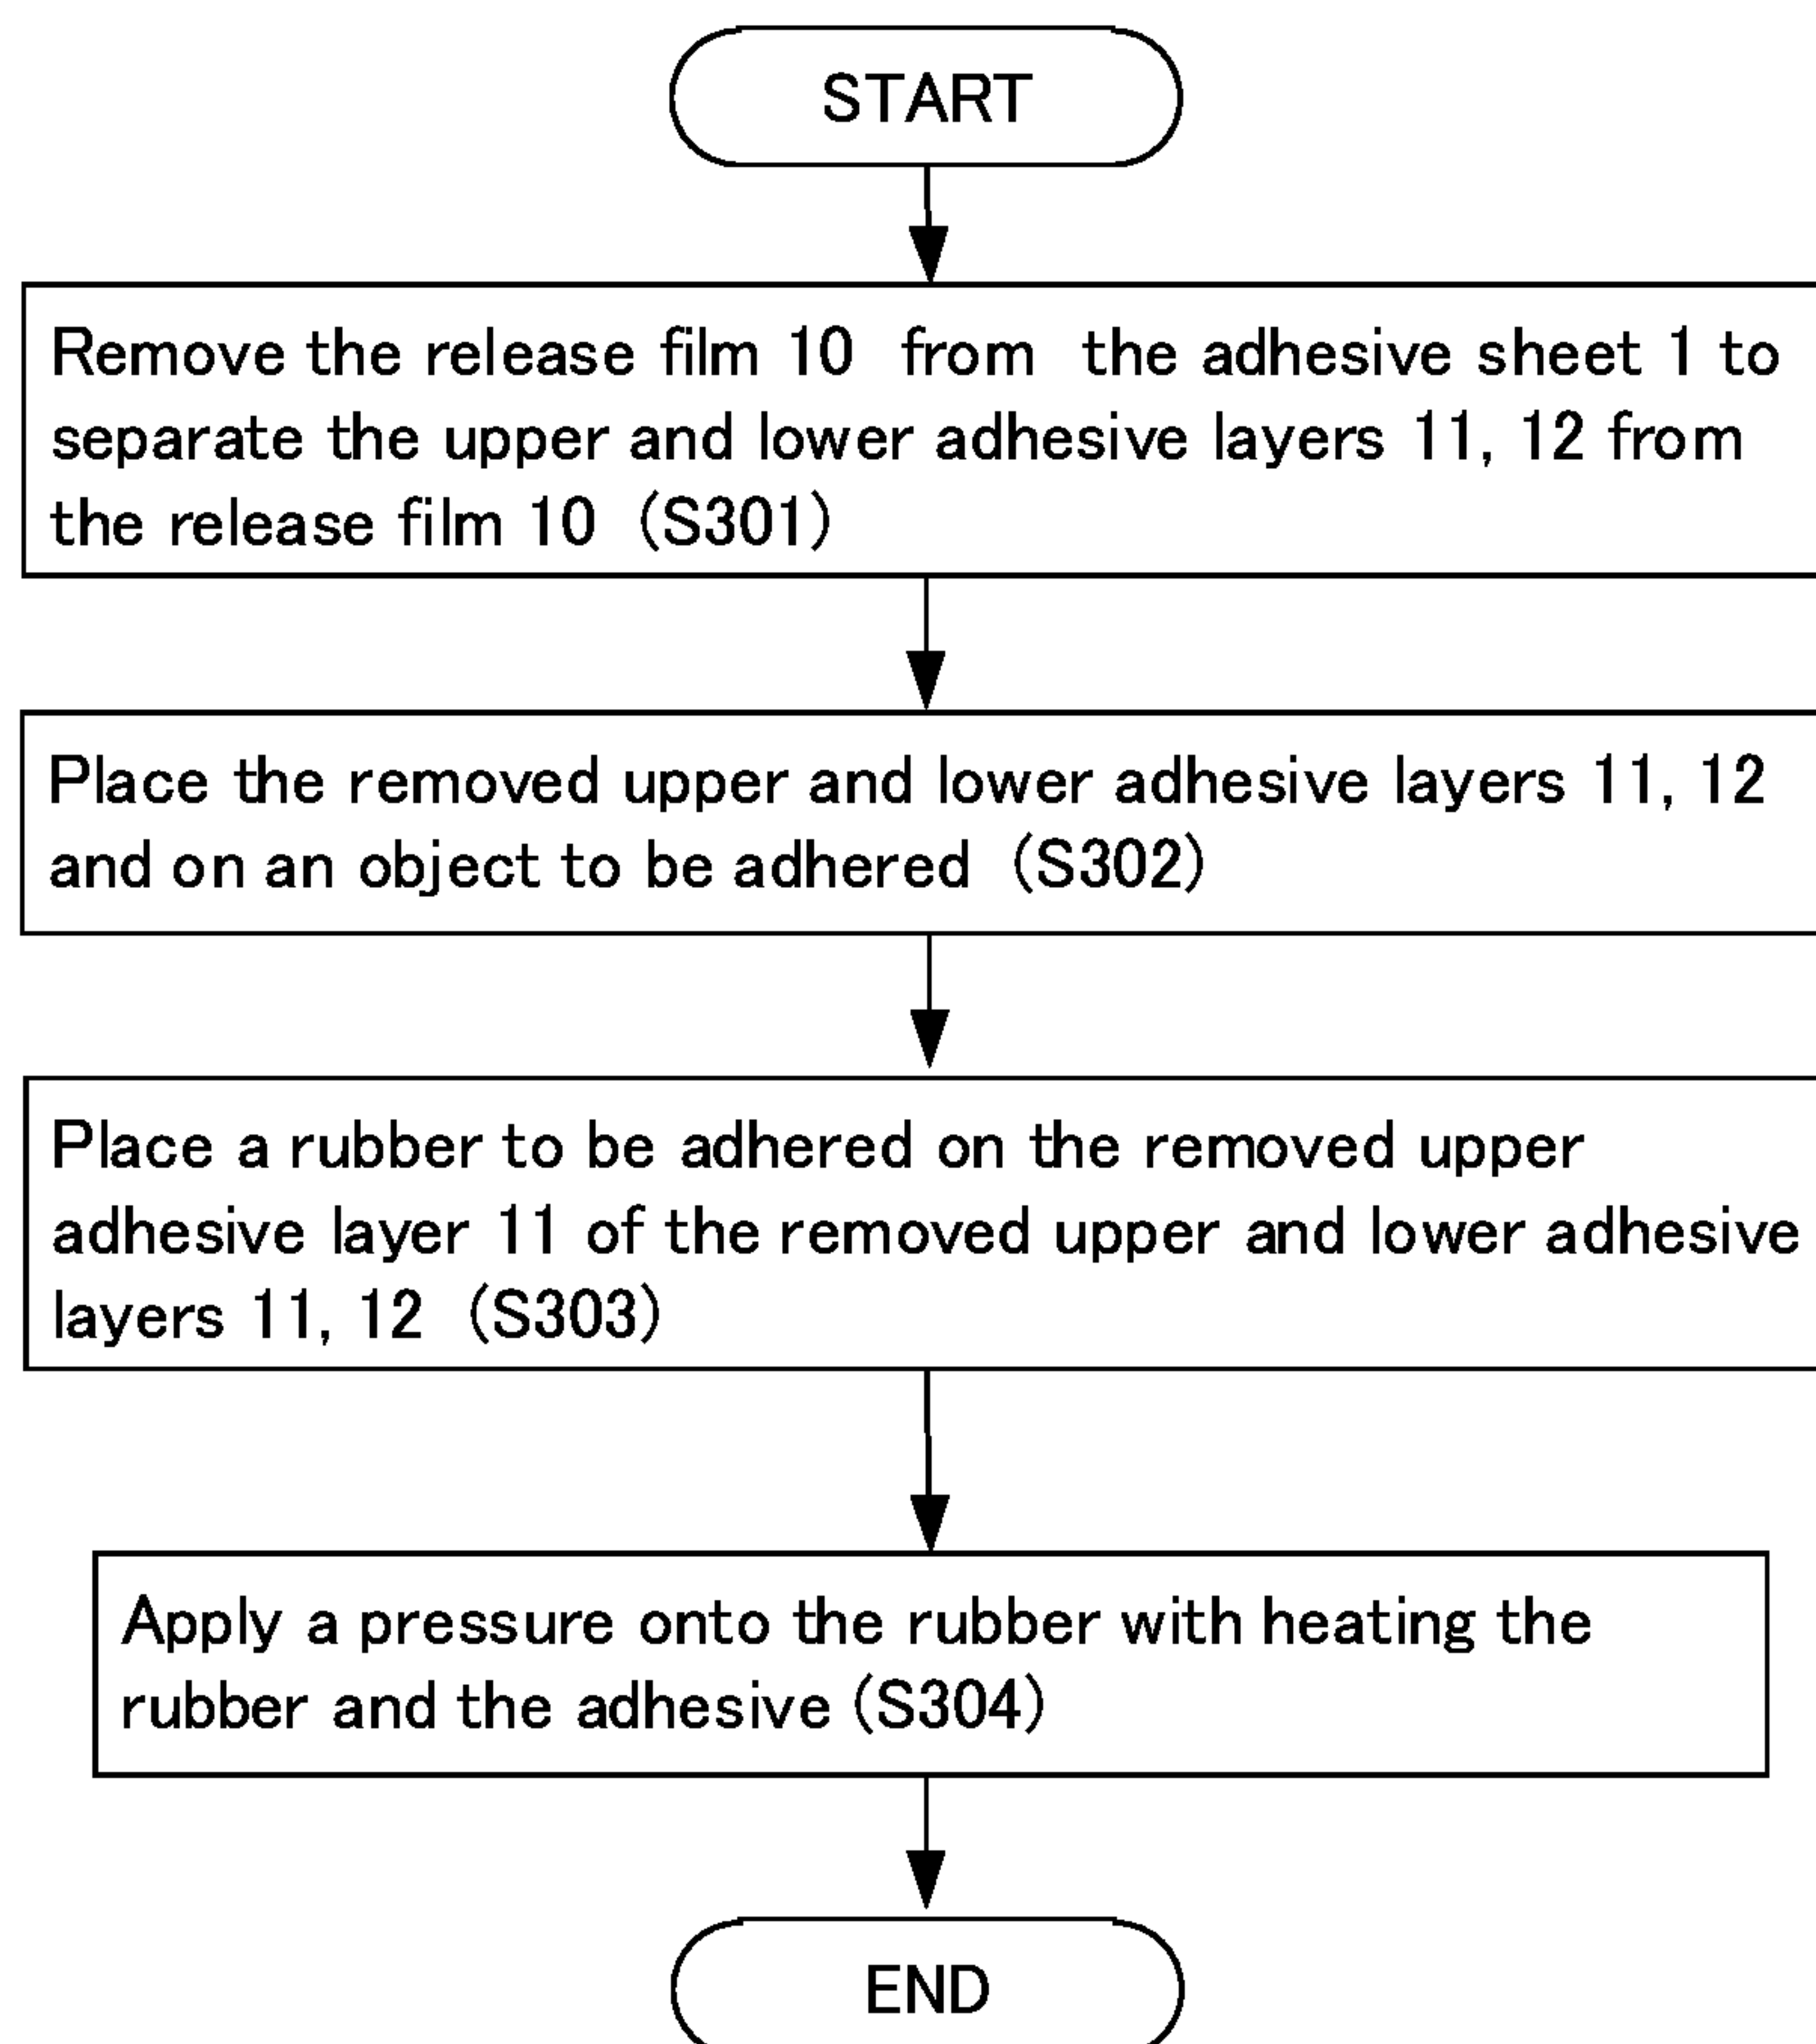 START
Remove the release film 10 from the adhesive sheet 1 to
separate the upper and lower adhesive layers 11, 12 from
the release film 10 (S301)
Place the removed upper and lower adhesive layers 11, 12
and on an object to be adhered (S302)
Place a rubber to be adhered on the removed upper
adhesive layer 11 of the removed upper and lower adhesive
layers 11, 12 (S303)
Apply a pressure onto the rubber with heating the
rubber and the adhesive (S304)
END